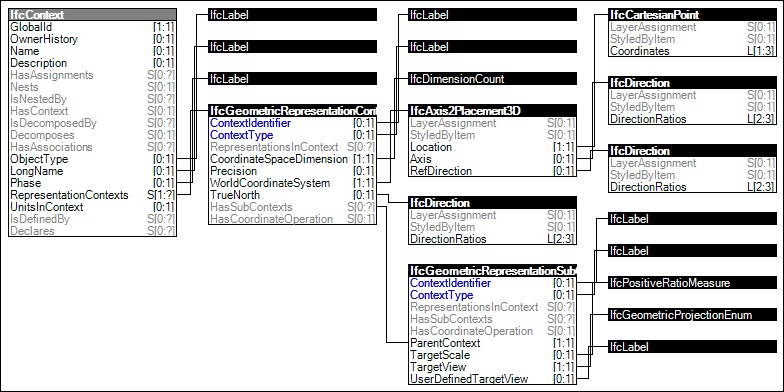 IfcContext
GlobalId [1:1]
OwnerHistory [0:1]
Name [0:1]
Description [0:1]
HasAssignments S[0:?]
Nests S[0:1]
IsNestedBy S[0:?]
HasContext S[0:1]
IsDecomposedBy S[0:?]
Decomposes S[0:1]
HasAssociations S[0:?]
ObjectType [0:1]
LongName [0:1]
Phase [0:1]
RepresentationContexts S[1:?]
UnitsInContext [0:1]
IsDefinedBy S[0:?]
Declares S[0:?]
IfcLabel
IfcLabel
IfcLabel
IfcGeometricRepresentationCon
ContextIdentifier [0:1]
ContextType [0:1]
RepresentationsInContext S[0:?]
CoordinateSpaceDimension [1:1]
Precision [0:1]
WorldCoordinateSystem [1:1]
TrueNorth [0:1]
HasSubContexts S[0:?]
HasCoordinateOperation S[0:1]
IfcLabel
IfcLabel
IfcDimensionCount
IfcAxis2Placement3D
LayerAssignment S[0:1]
StyledByItem S[0:1]
Location [1:1]
Axis [0:1]
RefDirection [0:1]
IfcDirection
LayerAssignment S[0:1]
StyledByItem S[0:1]
DirectionRatios L[2:3]
IfcGeometricRepresentationSub
ContextIdentifier [0:1]
ContextType [0:1]
RepresentationsInContext S[0:?]
HasSubContexts S[0:?]
HasCoordinateOperation S[0:1]
ParentContext [1:1]
TargetScale [0:1]
TargetView [1:1]
UserDefinedTargetView [0:1]
IfcCartesianPoint
LayerAssignment S[0:1]
StyledByItem S[0:1]
Coordinates L[1:3]
IfcDirection
LayerAssignment S[0:1]
StyledByItem S[0:1]
DirectionRatios L[2:3]
IfcDirection
LayerAssignment S[0:1]
StyledByItem S[0:1]
DirectionRatios L[2:3]
IfcLabel
IfcLabel
IfcPositiveRatioMeasure
IfcGeometricProjectionEnum
IfcLabel